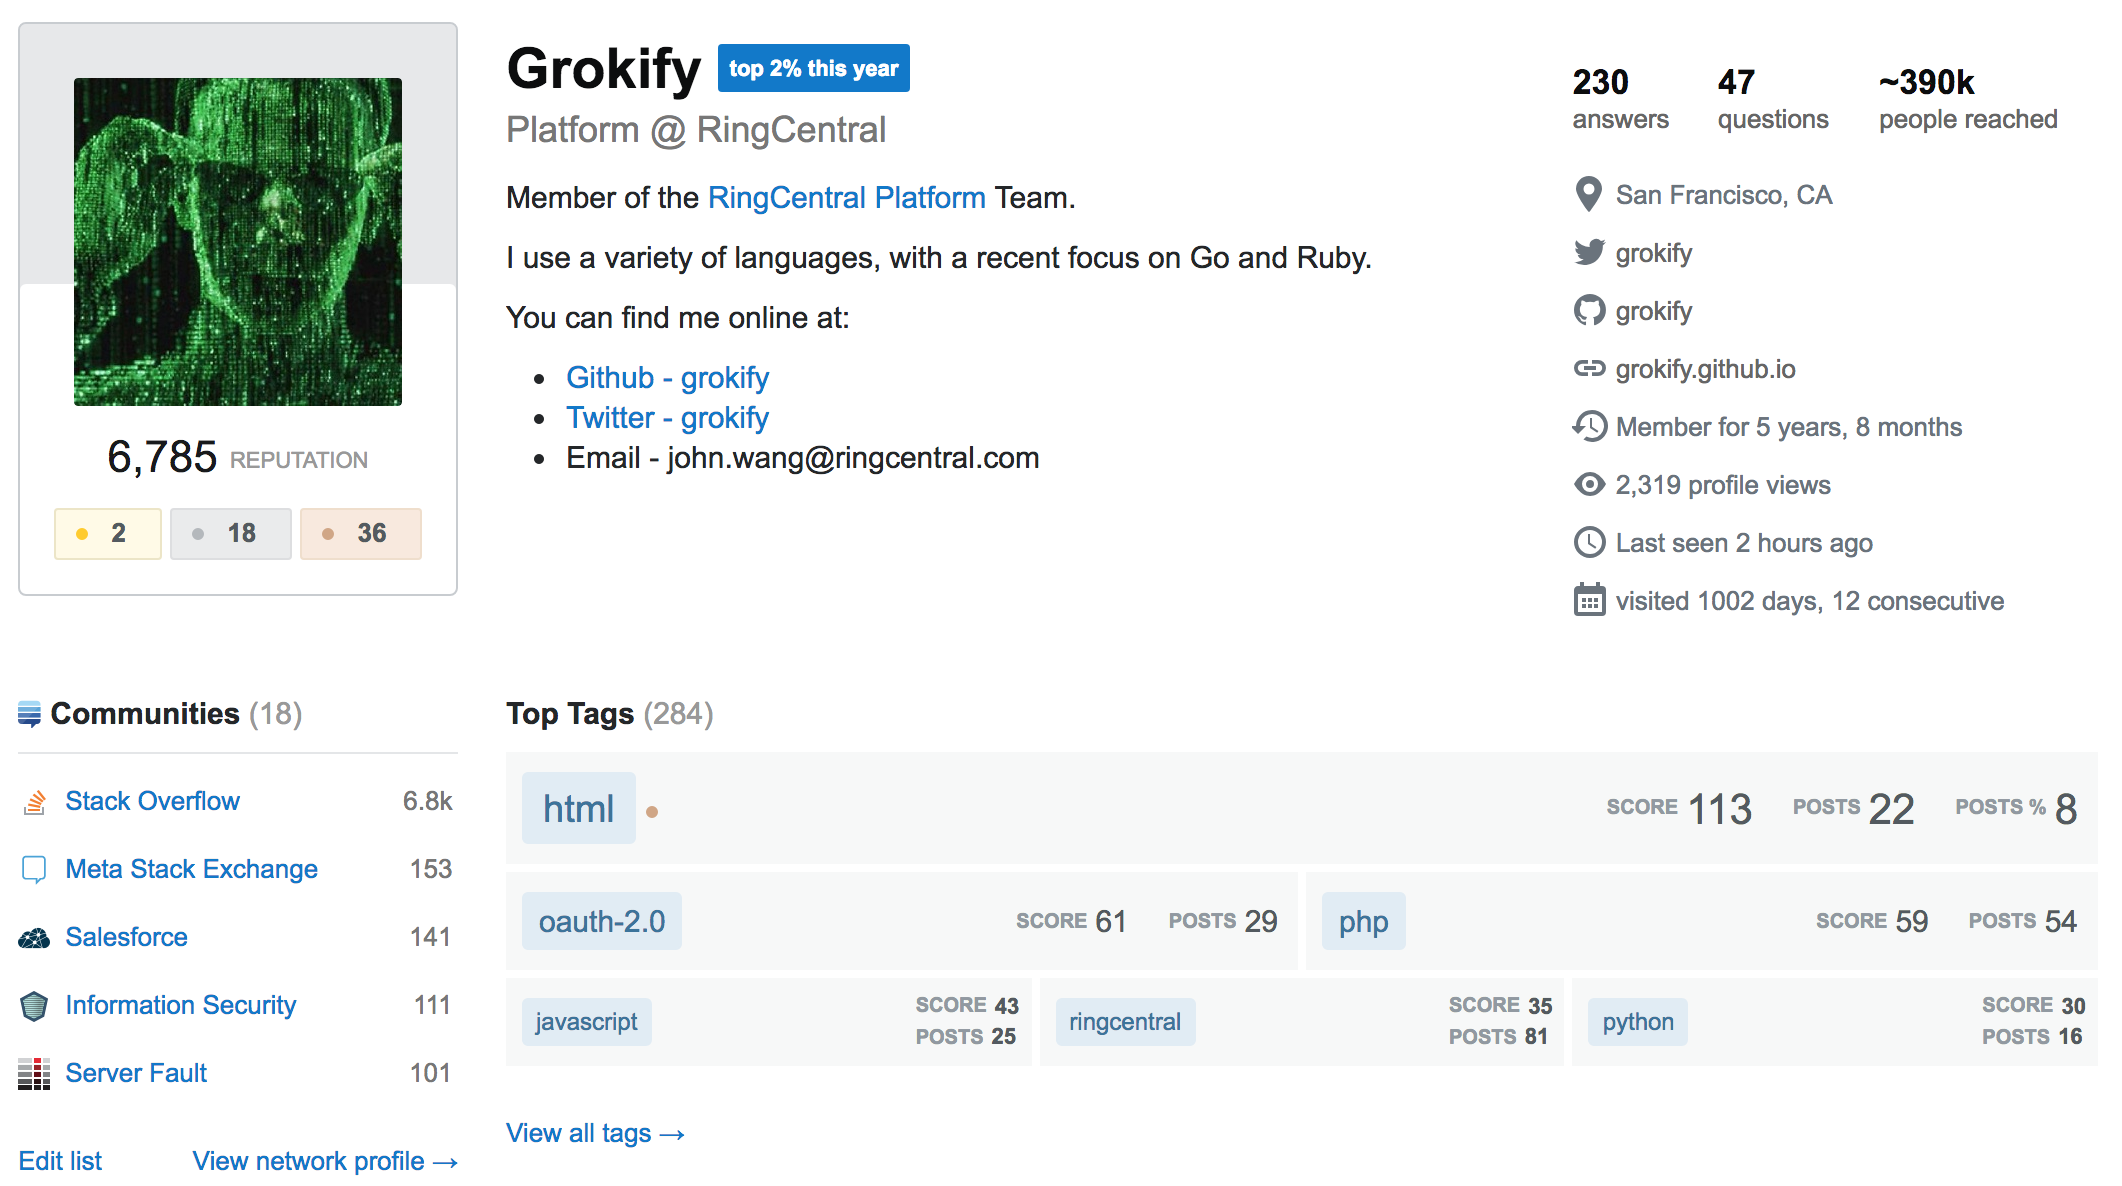 Grokify top 2% this year
Platform @ RingCentral
Member of the RingCentral Platform Team.
I use a variety of languages, with a recent focus on Go and Ruby.
You can find me online at:
Github - grokify
Twitter - grokify
Email - john.wang@ringcentral.com
6,785 REPUTATION
2 18 36
230 47 ~390k
answers questions people reached
San Francisco, CA
grokify
grokify
grokify.github.io
Member for 5 years, 8 months
2,319 profile views
Last seen 2 hours ago
visited 1002 days, 12 consecutive
Communities (18)
Stack Overflow 6.8k
Meta Stack Exchange 153
Salesforce 141
Information Security 111
Server Fault 101
Edit list View network profile →
Top Tags (284)
html SCORE 113 POSTS 22 POSTS % 8
oauth-2.0 SCORE 61 POSTS 29
php SCORE 59 POSTS 54
javascript SCORE 43
POSTS 25
ringcentral SCORE 35
POSTS 81
python SCORE 30
POSTS 16
View all tags →